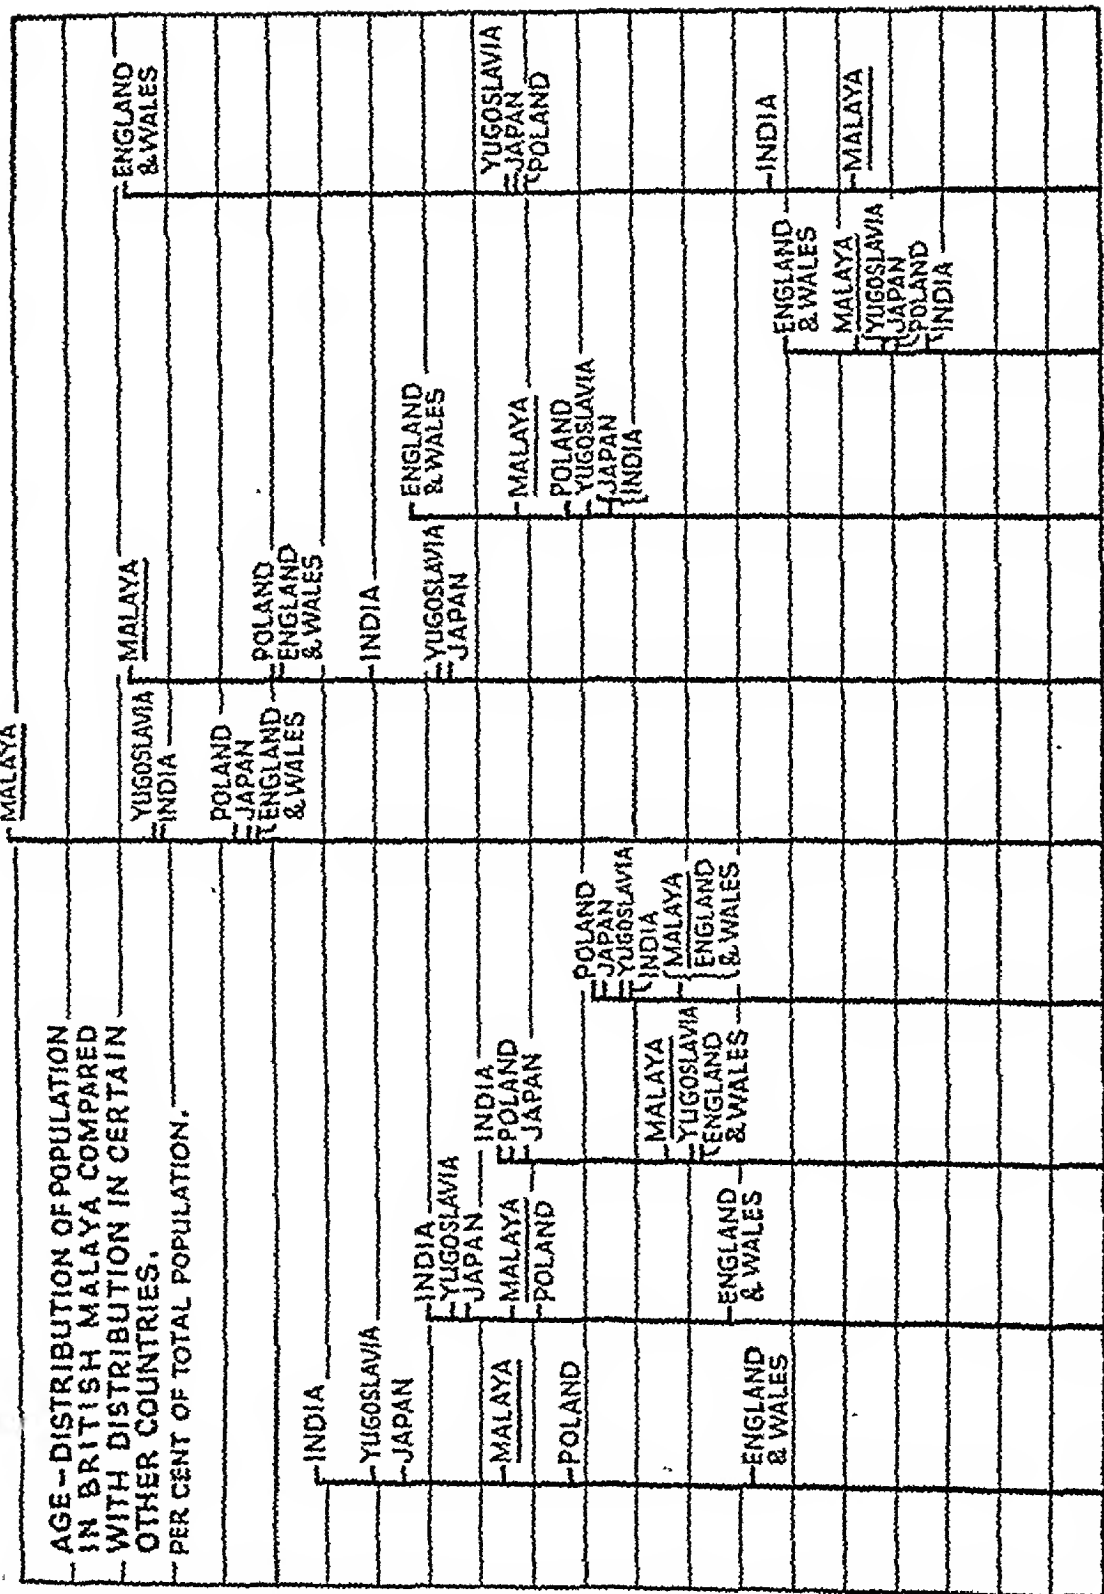 AGE-DISTRIBUTION OF POPULATION
IN BRITISH MALAYA COMPARED
WITH DISTRIBUTION IN CERTAIN
OTHER COUNTRIES.
PER CENT OF TOTAL POPULATION.
INDIA
YUGOSLAVIA
JAPAN
MALAYA
POLAND
ENGLAND
& WALES
INDIA
YUGOSLAVIA
JAPAN
MALAYA
POLAND
ENGLAND
& WALES
INDIA
POLAND
JAPAN
MALAYA
YUGOSLAVIA
ENGLAND
& WALES
POLAND
JAPAN
YUGOSLAVIA
INDIA
MALAYA
ENGLAND
& WALES
MALAYA
YUGOSLAVIA
INDIA
POLAND
JAPAN
ENGLAND
& WALES
MALAYA
POLAND
ENGLAND
& WALES
INDIA
YUGOSLAVIA
JAPAN
ENGLAND
& WALES
MALAYA
POLAND
YUGOSLAVIA
JAPAN
INDIA
ENGLAND
& WALES
MALAYA
YUGOSLAVIA
JAPAN
POLAND
INDIA
ENGLAND
& WALES
YUGOSLAVIA
JAPAN
POLAND
INDIA
MALAYA